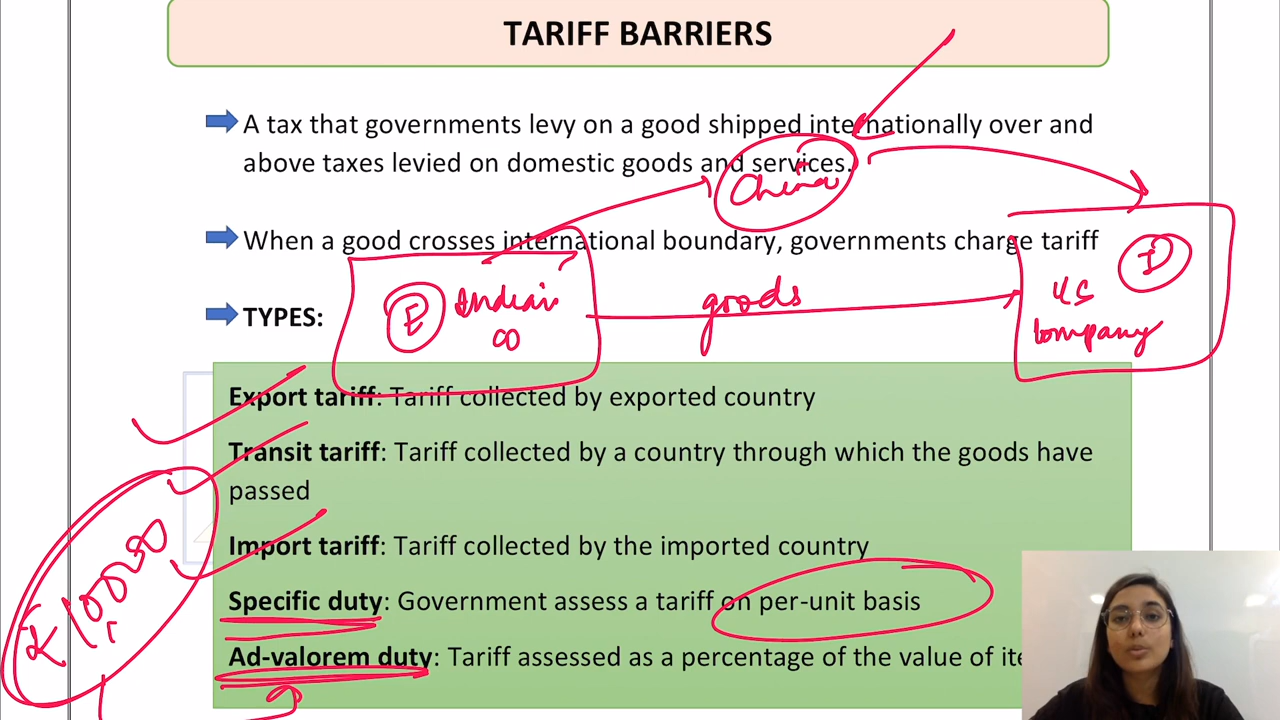 TARIFF BARRIERS
A tax that governments levy on a good shipped internationally over and
above taxes levied on domestic goods and services.
China
When a good crosses international boundary, governments charge tariff
I
E Indian
co
goods
US
Company
TYPES:
Export tariff: Tariff collected by exported country
Transit tariff: Tariff collected by a country through which the goods have
passed
Import tariff: Tariff collected by the imported country
Specific duty: Government assess a tariff on per-unit basis
Ad-valorem duty: Tariff assessed as a percentage of the value of